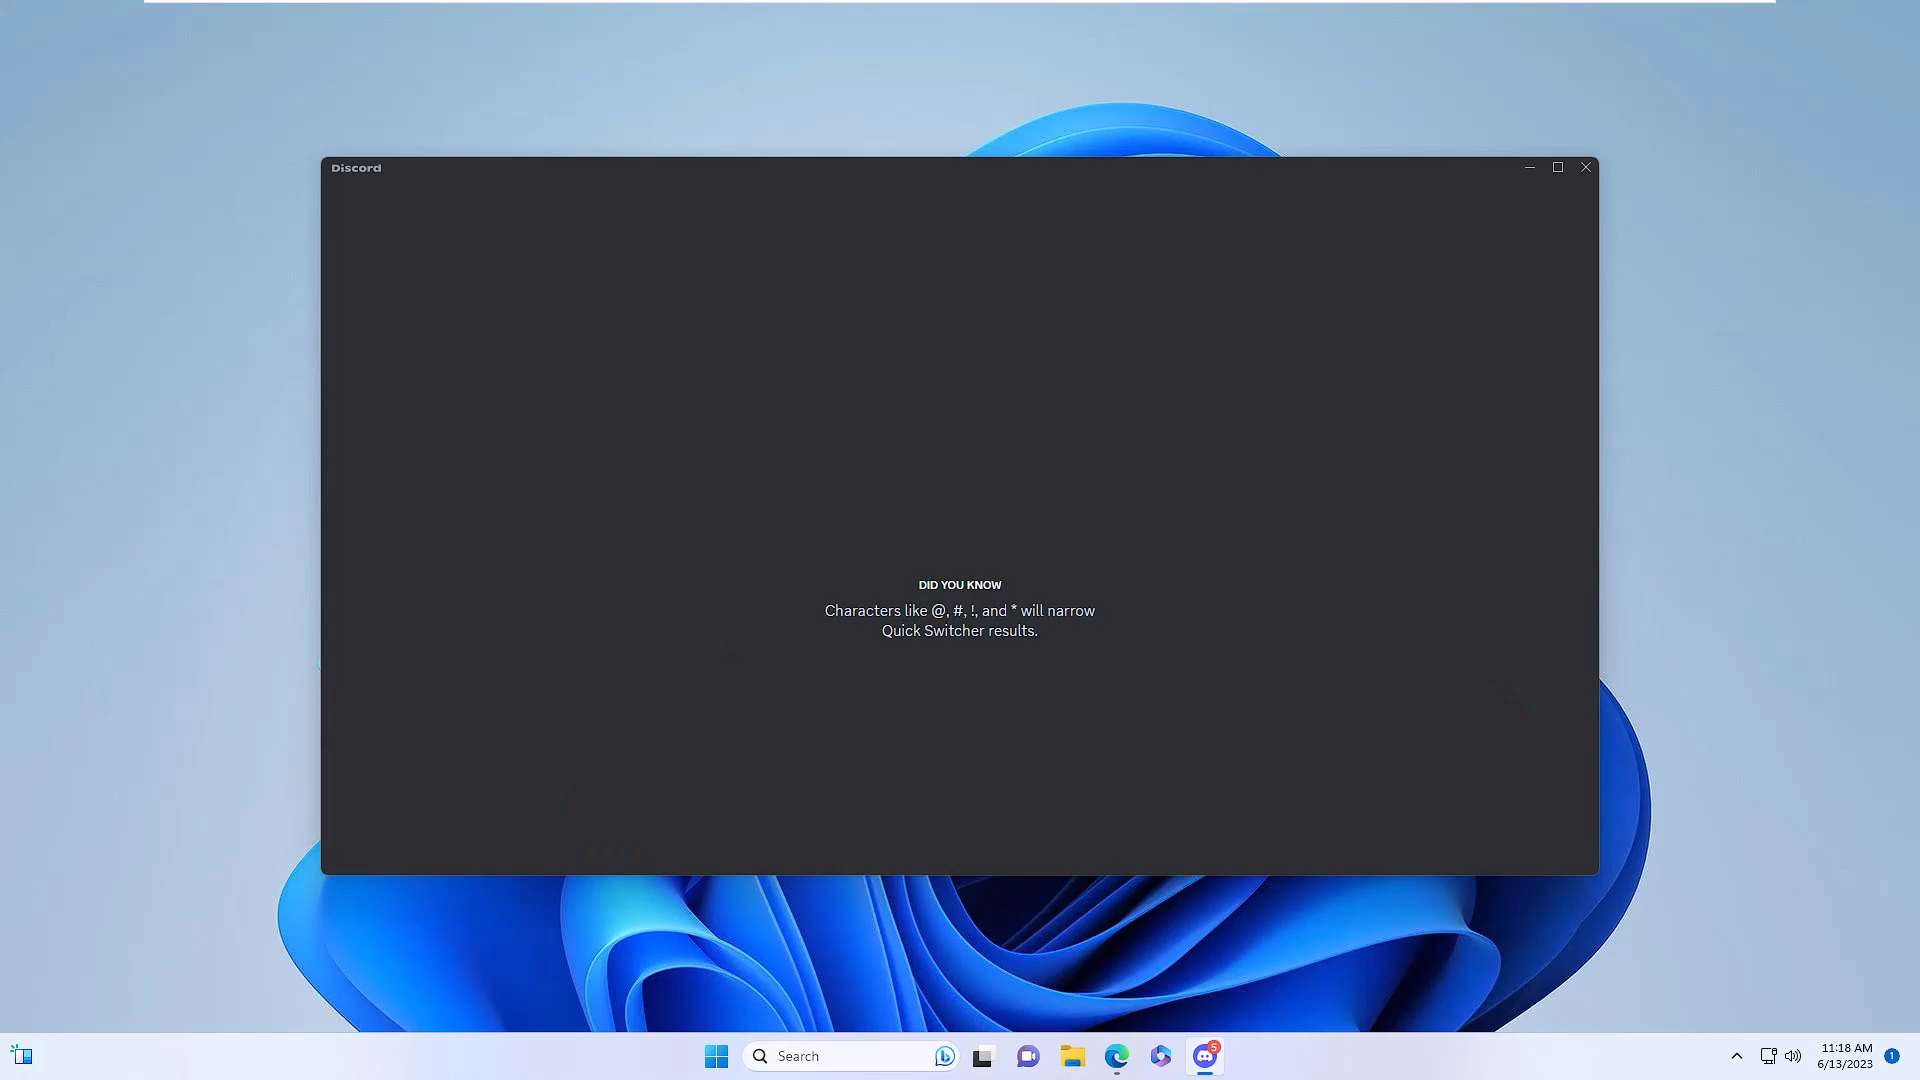 Discord
DID YOU KNOW
Characters like @, #, !, and * will narrow
Quick Switcher results.
Search
5
11:18 AM
6/13/2023
1